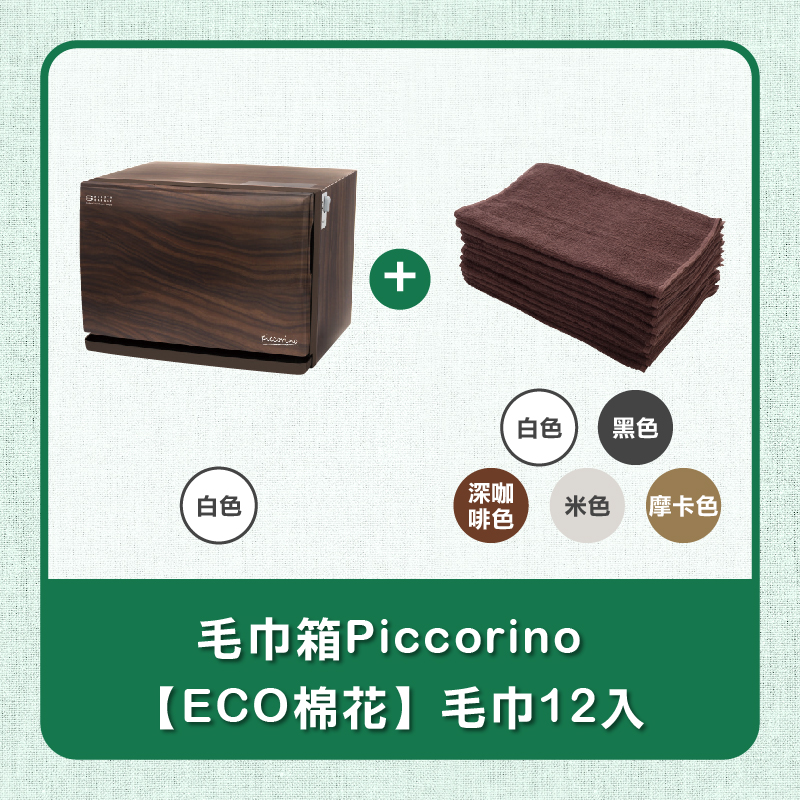 Piccorino
+
白色
黑色
白色
深咖
啡色
米色
摩卡色
毛巾箱Piccorino
【ECO棉花】毛巾12入